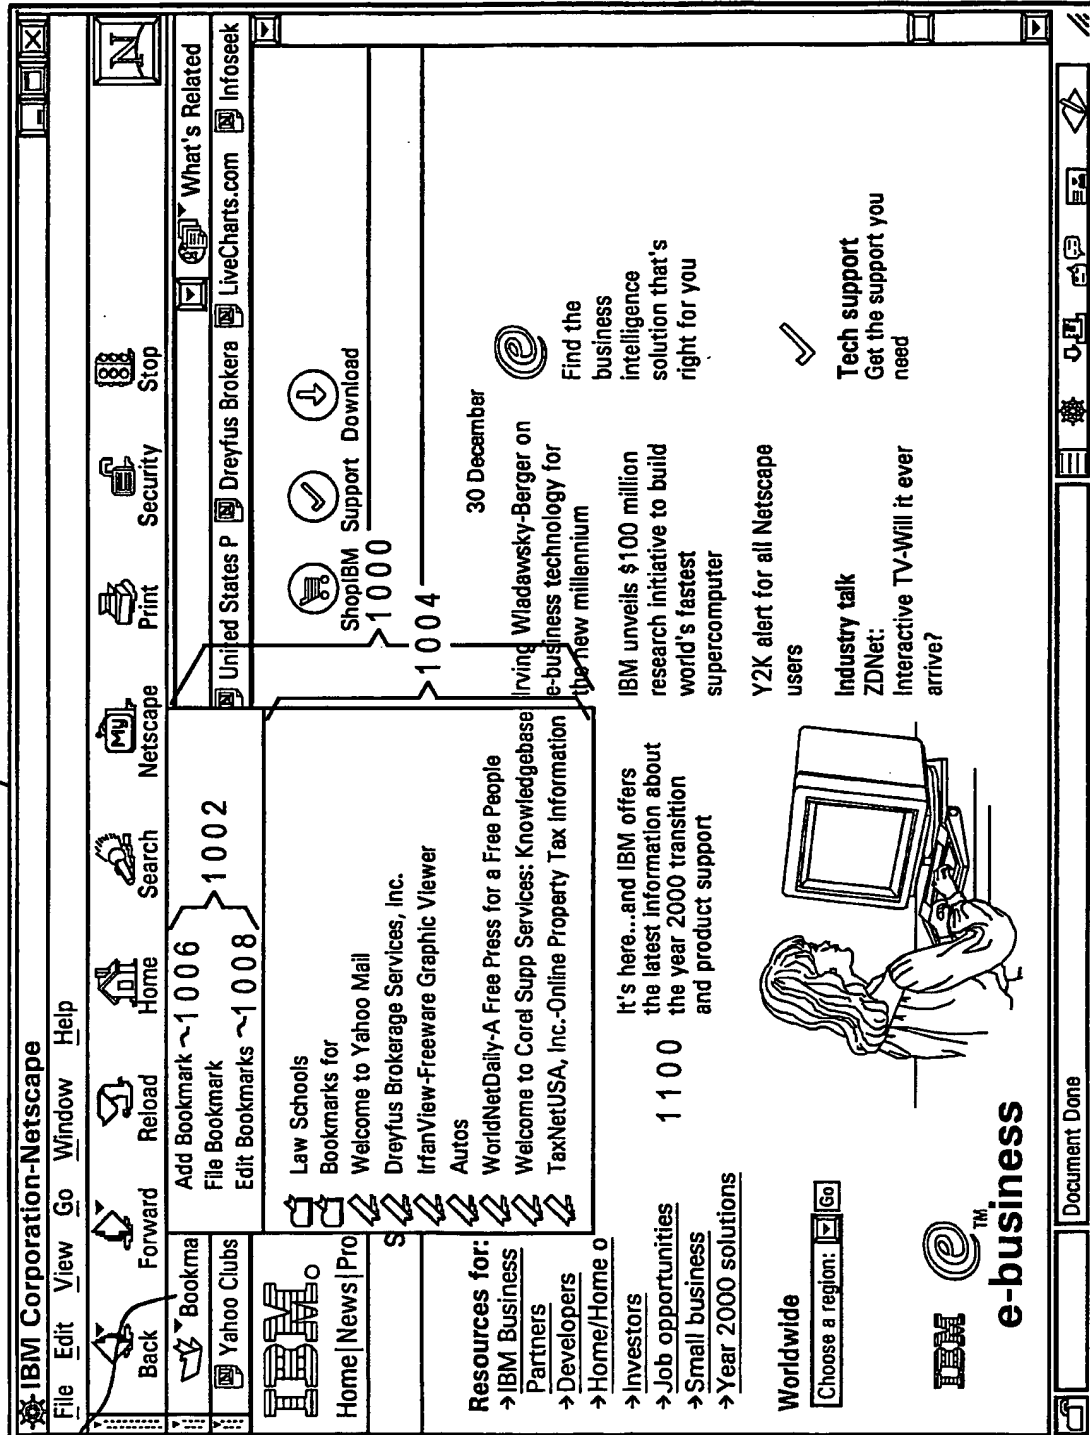 IBM Corporation-Netscape
File Edit View Go Window Help
Back Forward Reload Home Search Netscape Print Security Stop
My
N
Bookma
What's Related
Yahoo Clubs
United States P Dreyfus Brokera LiveCharts.com Infoseek
Add Bookmark ~1006
File Bookmark
Edit Bookmarks ~1008
1002
Law Schools
Bookmarks for
Welcome to Yahoo Mail
Dreyfus Brokerage Services, Inc.
IrfanView-Freeware Graphic Viewer
Autos
WorldNetDaily-A Free Press for a Free People
Welcome to Corel Supp Services: Knowledgebase
TaxNetUSA, Inc.-Online Property Tax Information
1000
1004
IBM
Home|News|Pro
S
ShopIBM Support Download
30 December
Resources for:
→IBM Business
Partners
→Developers
→Home/Home o
→Investors
→Job opportunities
→Small business
→Year 2000 solutions
Worldwide
Choose a region: Go
1100
It's here...and IBM offers
the latest information about
the year 2000 transition
and product support
Irving Wladawsky-Berger on
e-business technology for
the new millennium
IBM unveils $100 million
research initiative to build
world's fastest
supercomputer
Y2K alert for all Netscape
users
Industry talk
ZDNet:
Interactive TV-Will it ever
arrive?
Find the
business
intelligence
solution that's
right for you
Tech support
Get the support you
need
IBM
e TM
e-business
Document Done